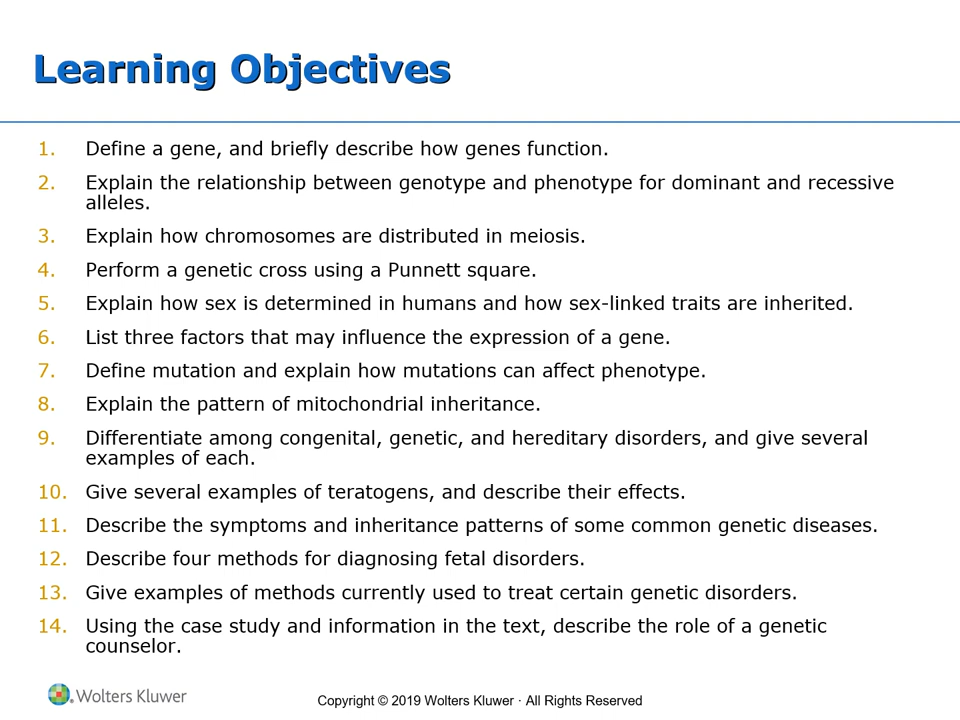 Learning Objectives
1. Define a gene, and briefly describe how genes function.
2. Explain the relationship between genotype and phenotype for dominant and recessive
alleles.
3. Explain how chromosomes are distributed in meiosis.
4. Perform a genetic cross using a Punnett square.
5. Explain how sex is determined in humans and how sex-linked traits are inherited.
6. List three factors that may influence the expression of a gene.
7. Define mutation and explain how mutations can affect phenotype.
8. Explain the pattern of mitochondrial inheritance.
9. Differentiate among congenital, genetic, and hereditary disorders, and give several
examples of each.
10. Give several examples of teratogens, and describe their effects.
11. Describe the symptoms and inheritance patterns of some common genetic diseases.
12. Describe four methods for diagnosing fetal disorders.
13. Give examples of methods currently used to treat certain genetic disorders.
14. Using the case study and information in the text, describe the role of a genetic
counselor.
Wolters Kluwer
Copyright © 2019 Wolters Kluwer · All Rights Reserved